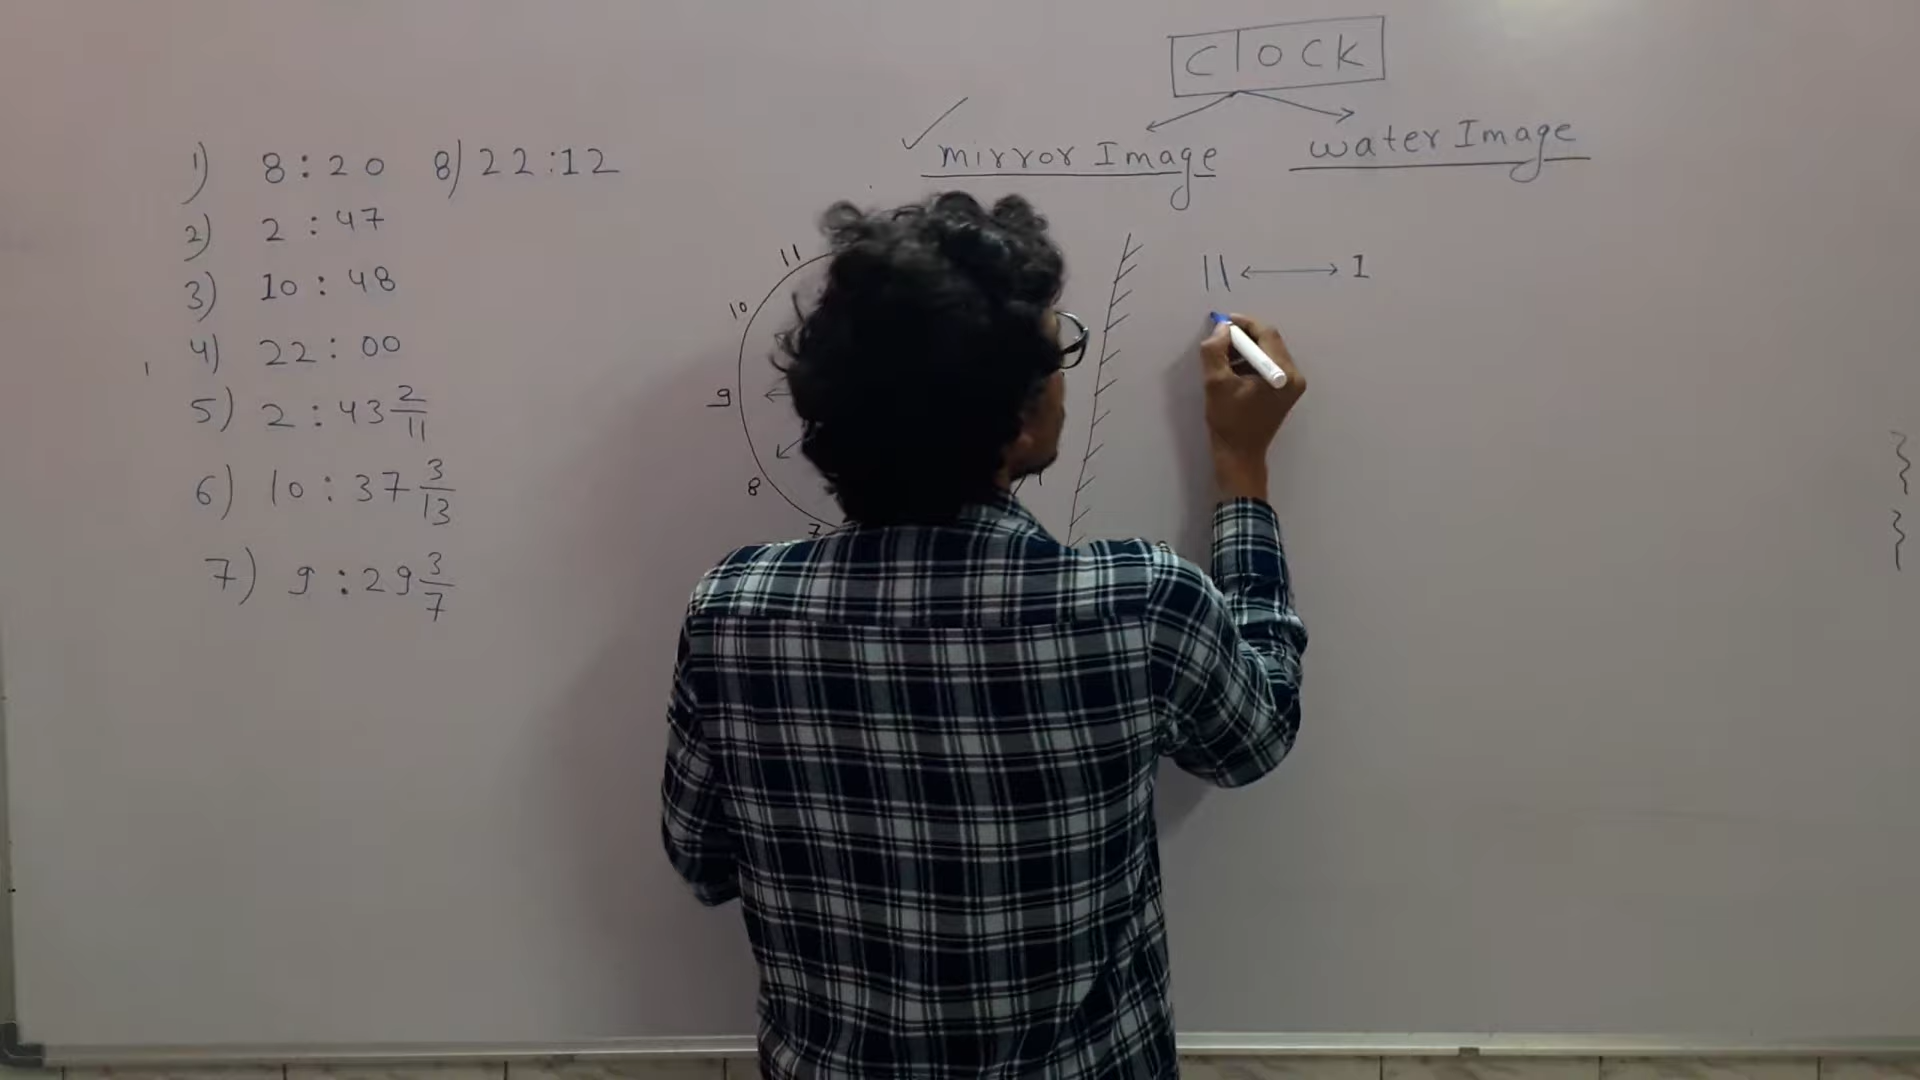 CLOCK
mirror Image
water Image
1) 8:20 8) 22:12
2) 2:47
3) 10:48
4) 22:00
5) 2:43 2/11
6) 10:37 3/13
7) 9:29 3/7
11
10
9
8
7
11 ↔ 1